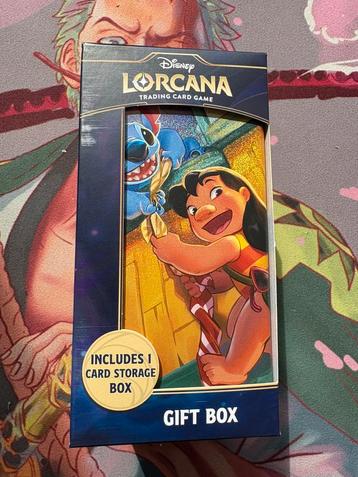 Disney
LORCANA
TRADING CARD GAME
INCLUDES 1
CARD STORAGE
BOX
GIFT BOX